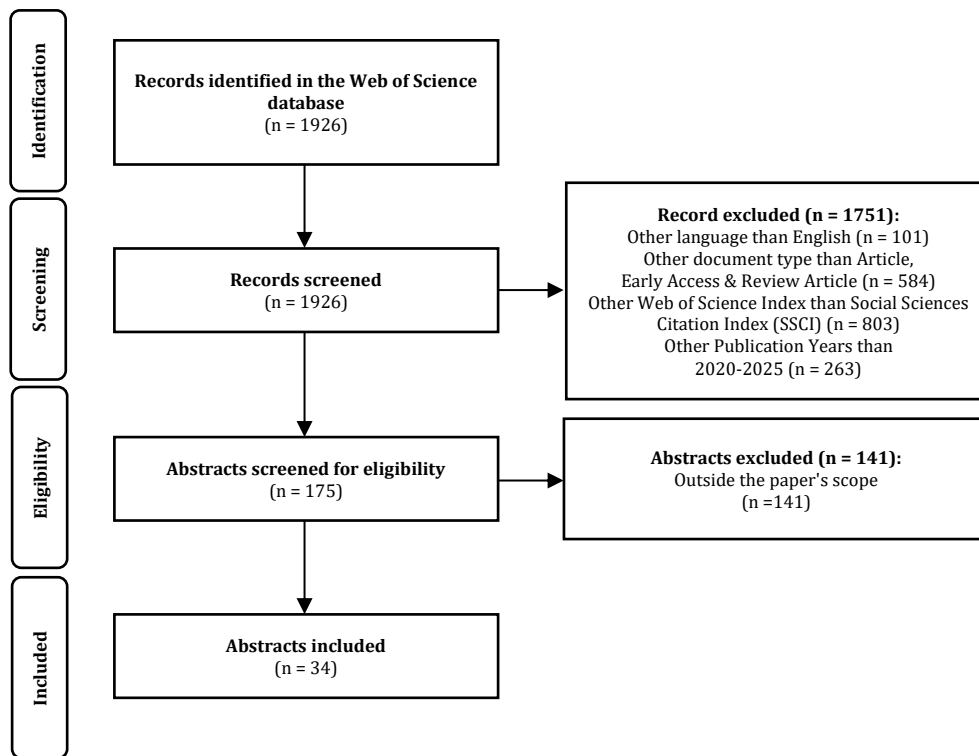 Identification
Records identified in the Web of Science
database
(n = 1926)
Screening
Records screened
(n = 1926)
Record excluded (n = 1751):
Other language than English (n = 101)
Other document type than Article,
Early Access & Review Article (n = 584)
Other Web of Science Index than Social Sciences
Citation Index (SSCI) (n = 803)
Other Publication Years than
2020-2025 (n = 263)
Eligibility
Abstracts screened for eligibility
(n = 175)
Abstracts excluded (n = 141):
Outside the paper's scope
(n =141)
Included
Abstracts included
(n = 34)